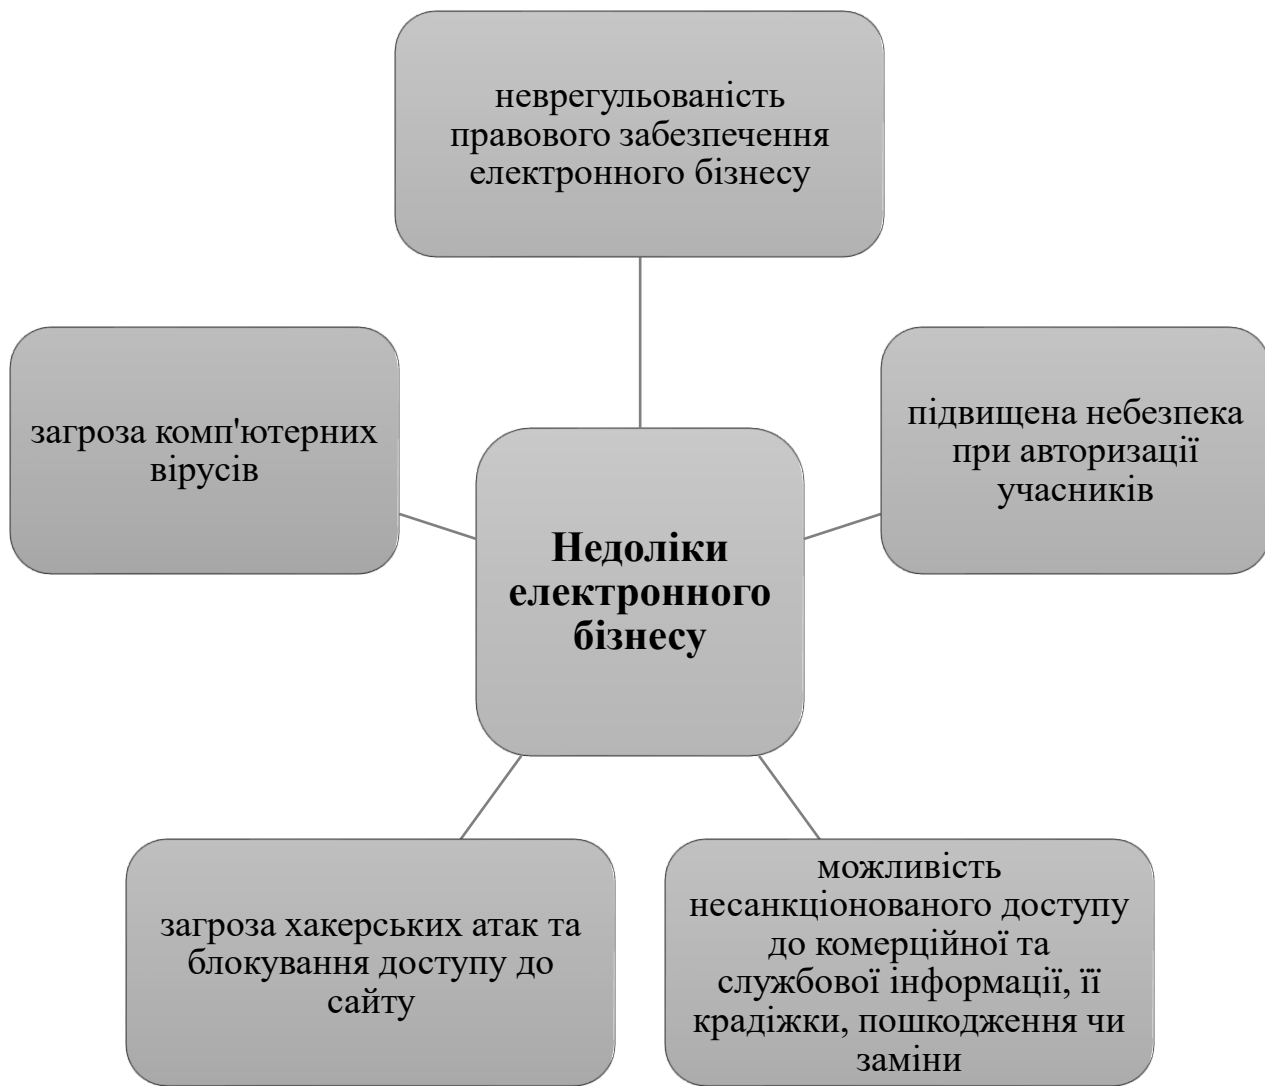 неврегульованість
правового забезпечення
електронного бізнесу
загроза комп'ютерних
вірусів
підвищена небезпека
при авторизації
учасників
Недоліки
електронного
бізнесу
загроза хакерських атак та
блокування доступу до
сайту
можливість
несанкціонованого доступу
до комерційної та
службової інформації, її
крадіжки, пошкодження чи
заміни